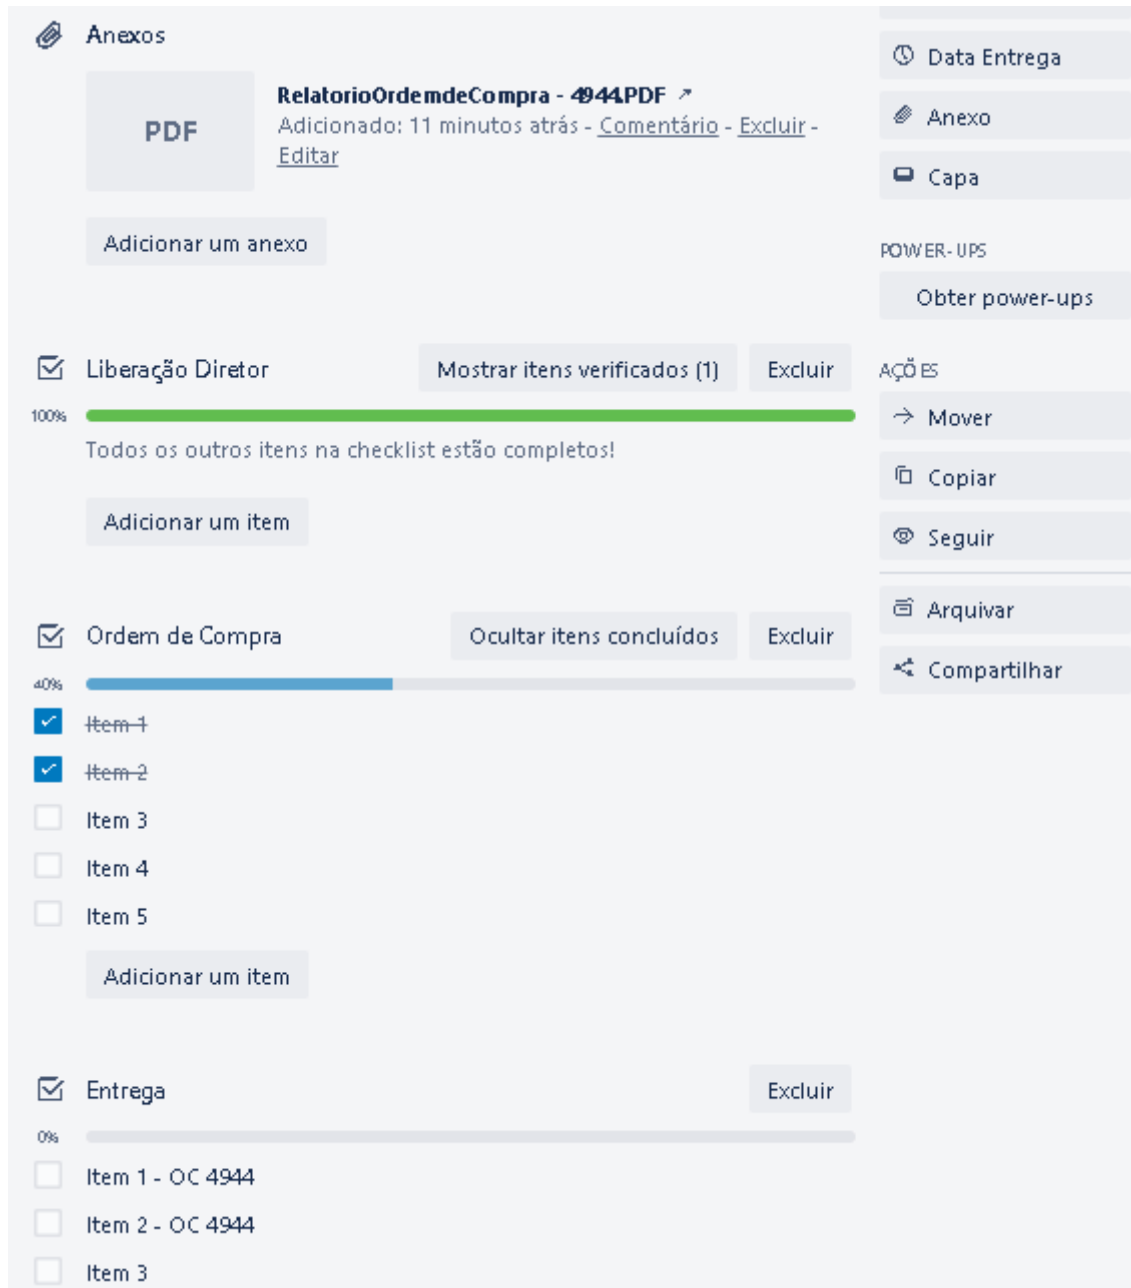 Anexos
PDF
RelatorioOrdemdeCompra - 4944.PDF
Adicionado: 11 minutos atrás - Comentário - Excluir -
Editar
Adicionar um anexo
Liberação Diretor
Mostrar itens verificados (1)
Excluir
100%
Todos os outros itens na checklist estão completos!
Adicionar um item
Ordem de Compra
Ocultar itens concluídos
Excluir
40%
Item 1
Item 2
Item 3
Item 4
Item 5
Adicionar um item
Entrega
Excluir
0%
Item 1 - OC 4944
Item 2 - OC 4944
Item 3
Data Entrega
Anexo
Capa
POWER-UPS
Obter power-ups
AÇÕES
Mover
Copiar
Seguir
Arquivar
Compartilhar